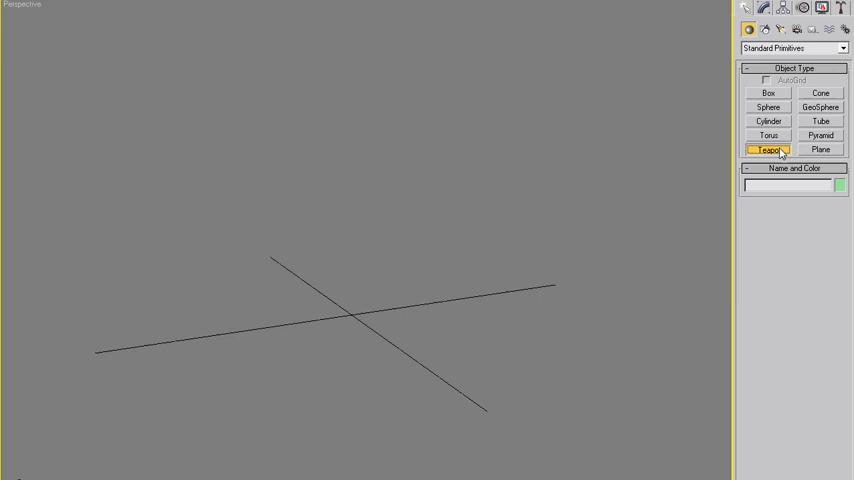 Perspective
Standard Primitives
- Object Type
AutoGrid
Box Cone
Sphere GeoSphere
Cylinder Tube
Torus Pyramid
Teapot Plane
- Name and Color